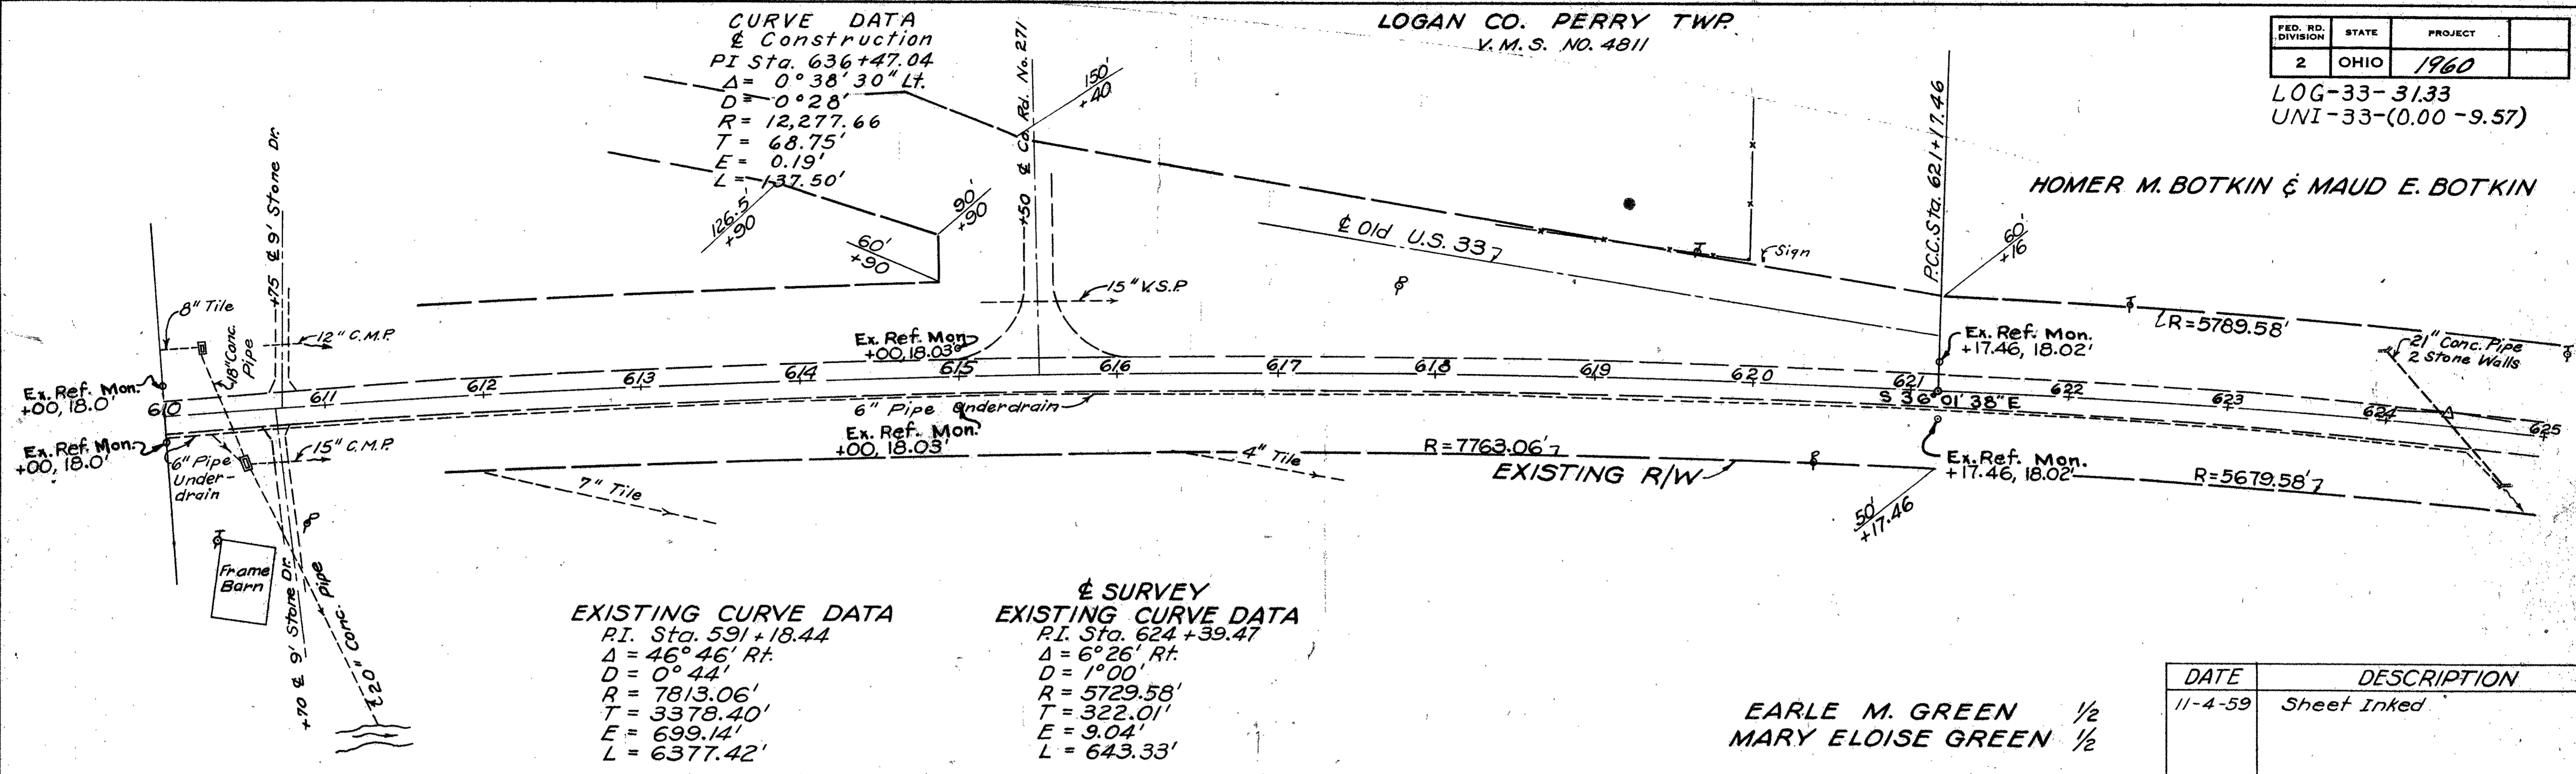 CURVE DATA
℄ Construction
PI Sta. 636+47.04
Δ= 0°38'30" Lt.
D= 0°28'
R= 12,277.66
T= 68.75'
E= 0.19'
L= 137.50'
LOGAN CO. PERRY TWP.
V.M.S. NO. 4811
FED. RD. DIVISION STATE PROJECT
2 OHIO 1960
LOG-33-31.33
UNI-33-(0.00-9.57)
HOMER M. BOTKIN & MAUD E. BOTKIN
+75 ℄ 9' Stone Dr.
126.5'
+90
90'
+90
60'
+90
+50 ℄ Co. Rd. No. 271
150'
+40
℄ Old U.S. 33
Sign
P.C.C. Sta. 621+17.46
60'
+16
8" Tile
18" Conc.
Pipe
12" C.M.P.
15" V.S.P.
R=5789.58'
21" Conc. Pipe
2 Stone Walls
Ex. Ref. Mon.
+00, 18.0'
Ex. Ref. Mon.
+00, 18.03'
Ex. Ref. Mon.
+17.46, 18.02'
610 611 612 613 614 615 616 617 618 619 620 621 622 623 624 625
S 36°01'38" E
6" Pipe Underdrain
Ex. Ref. Mon.
+00, 18.0'
6" Pipe
Under-
drain
15" C.M.P.
Ex. Ref. Mon.
+00, 18.03'
7" Tile
4" Tile
R=7763.06'
EXISTING R/W
Ex. Ref. Mon.
+17.46, 18.02'
50'
+17.46
R=5679.58'
Frame
Barn
+70 ℄ 9' Stone Dr.
20" Conc. Pipe
EXISTING CURVE DATA
P.I. Sta. 591+18.44
Δ = 46°46' Rt.
D = 0°44'
R = 7813.06'
T = 3378.40'
E = 699.14'
L = 6377.42'
℄ SURVEY
EXISTING CURVE DATA
P.I. Sta. 624+39.47
Δ = 6°26' Rt.
D = 1°00'
R = 5729.58'
T = 322.01'
E = 9.04'
L = 643.33'
EARLE M. GREEN 1/2
MARY ELOISE GREEN 1/2
DATE DESCRIPTION
11-4-59 Sheet Inked